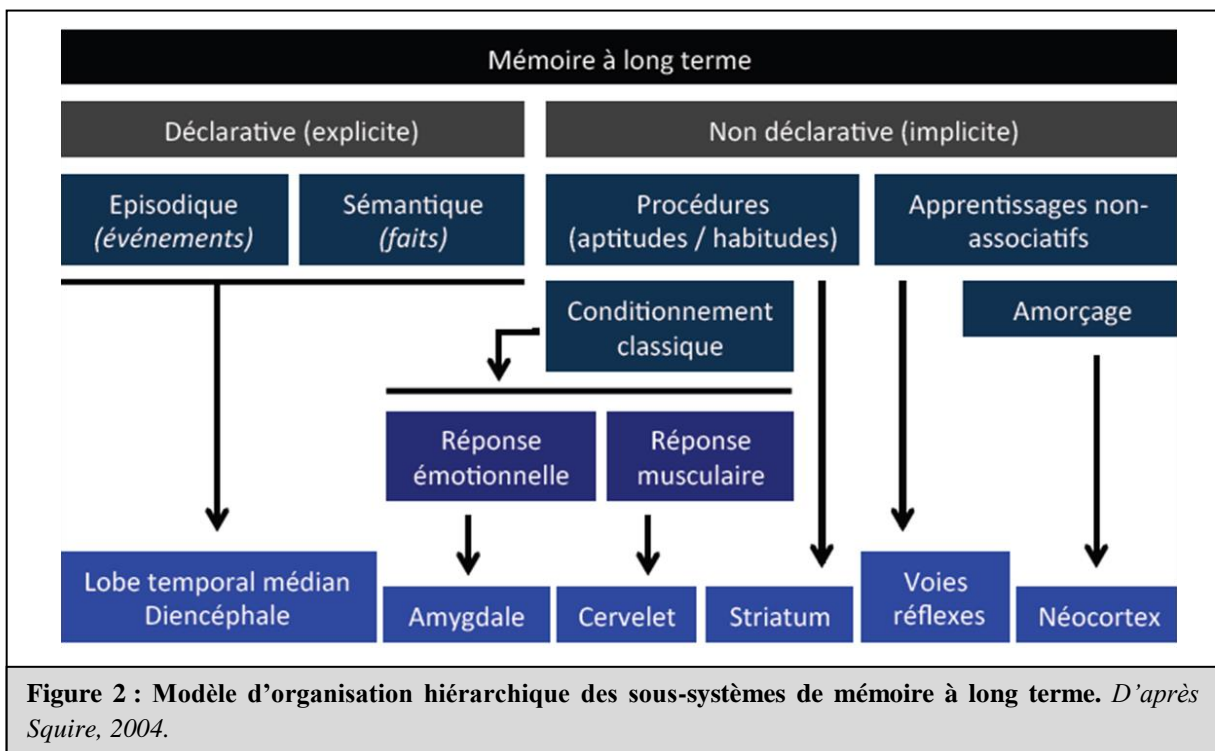 Mémoire à long terme
Déclarative (explicite)
Non déclarative (implicite)
Episodique
(événements)
Sémantique
(faits)
Procédures
(aptitudes / habitudes)
Apprentissages non-
associatifs
Conditionnement
classique
Amorçage
Réponse
émotionnelle
Réponse
musculaire
Lobe temporal médian
Diencéphale
Amygdale
Cervelet
Striatum
Voies
réflexes
Néocortex
Figure 2 : Modèle d’organisation hiérarchique des sous-systèmes de mémoire à long terme. D’après
Squire, 2004.